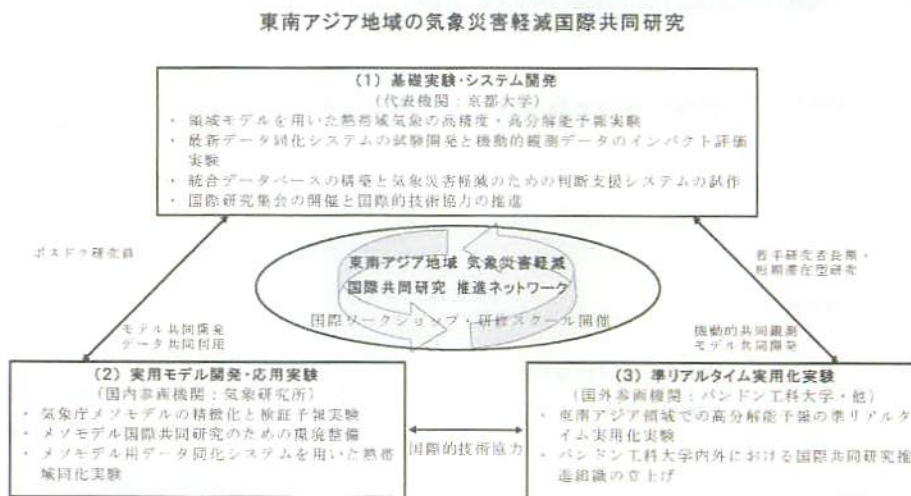 東南アジア地域の気象災害軽減国際共同研究
(1) 基礎実験・システム開発
(代表機関:京都大学)
・ 領域モデルを用いた熱帯域気象の高精度・高分解能予報実験
・ 最新データ同化システムの試験開発と機動的観測データのインパクト評価
実験
・ 統合データベースの構築と気象災害軽減のための判断支援システムの試作
・ 国際研究集会の開催と国際的技術協力の推進
ポスドク研究員
若手研究者長期・
短期滞在型研究
東南アジア地域 気象災害軽減
国際共同研究 推進ネットワーク
国際ワークショップ・研修スクール開催
モデル共同開発
データ共同利用
機動的共同観測
モデル共同開発
(2) 実用モデル開発・応用実験
(国内参画機関:気象研究所)
・ 気象庁メソモデルの精緻化と検証予報実験
・ メソモデル国際共同研究のための環境整備
・ メソモデル用データ同化システムを用いた熱帯
域同化実験
国際的技術協力
(3) 準リアルタイム実用化実験
(国外参画機関:バンドン工科大学・他)
・ 東南アジア領域での高分解能予報の準リアルタ
イム実用化実験
・ バンドン工科大学内外における国際共同研究推
進組織の立上げ